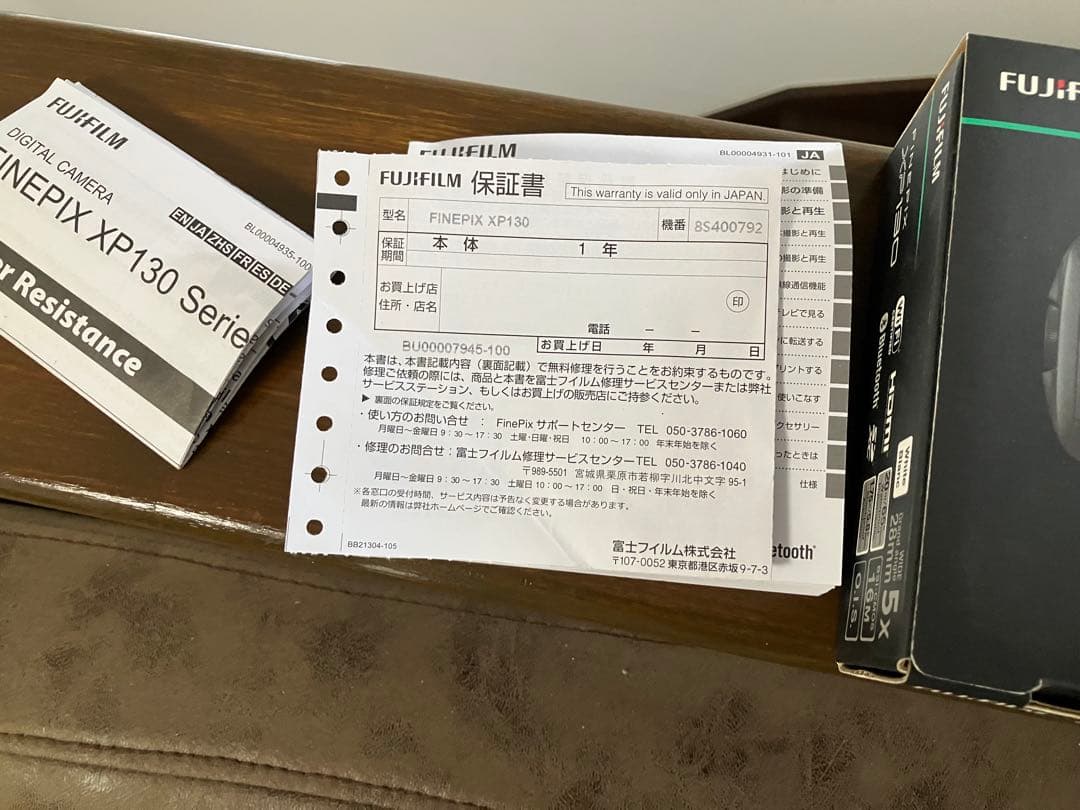 FUJIFILM
DIGITAL CAMERA
FINEPIX XP130 Serie
EN JA ZHS FR ES DE
BL00004935-100
er Resistance
FUJIFILM
BL00004931-101 JA
はじめに
影の準備
影と再生
撮影と再生
撮影と再生
線通信機能
テレビで見る
に転送する
リントする
使いこなす
クセサリー
ったときは
仕様
etooth®
FUJIFILM 保証書
This warranty is valid only in JAPAN.
型名 FINEPIX XP130 機番 8S400792
保証期間 本体 1年
お買上げ店
住所・店名
印
電話 － －
BU00007945-100 お買上げ日 年 月 日
本書は、本書記載内容（裏面記載）で無料修理を行うことをお約束するものです。
修理ご依頼の際には、商品と本書を富士フイルム修理サービスセンターまたは弊社
サービスステーション、もしくはお買上げの販売店にご持参ください。
▶ 裏面の保証規定をご覧ください。
・使い方のお問い合せ ： FinePix サポートセンター TEL 050-3786-1060
月曜日～金曜日 9：30～17：30 土曜・日曜・祝日 10：00～17：00 年末年始を除く
・修理のお問合せ：富士フイルム修理サービスセンターTEL 050-3786-1040
〒989-5501 宮城県栗原市若柳字川北中文字 95-1
月曜日～金曜日 9：30～17：30 土曜日 10：00～17：00 日・祝日・年末年始を除く
※各窓口の受付時間、サービス内容は予告なく変更する場合があります。
最新の情報は弊社ホームページでご確認ください。
BB21304-105
富士フイルム株式会社
〒107-0052 東京都港区赤坂 9-7-3
FUJIF
FUJIFILM
FINEPIX
XP130
WiFi
Bluetooth
HDMI
28mm 5x
16M
O.I.S.